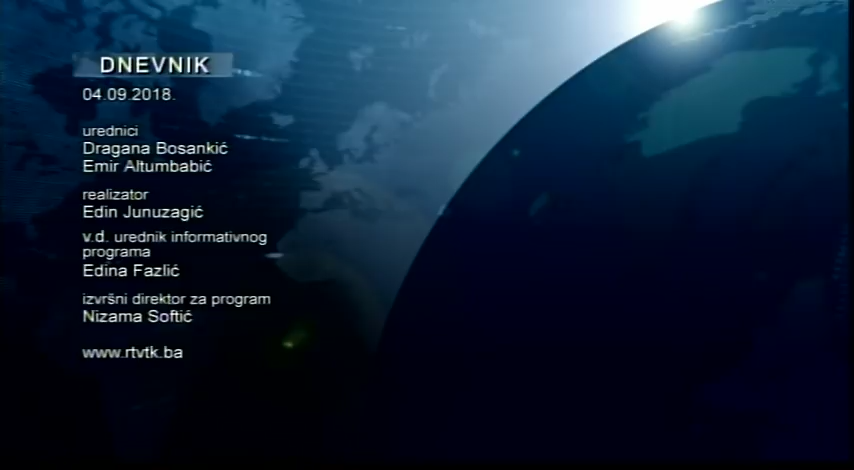 DNEVNIK
04.09.2018.
urednici
Dragana Bosankić
Emir Altumbabić
realizator
Edin Junuzagić
v.d. urednik informativnog
programa
Edina Fazlić
izvršni direktor za program
Nizama Softić
www.rtvtk.ba